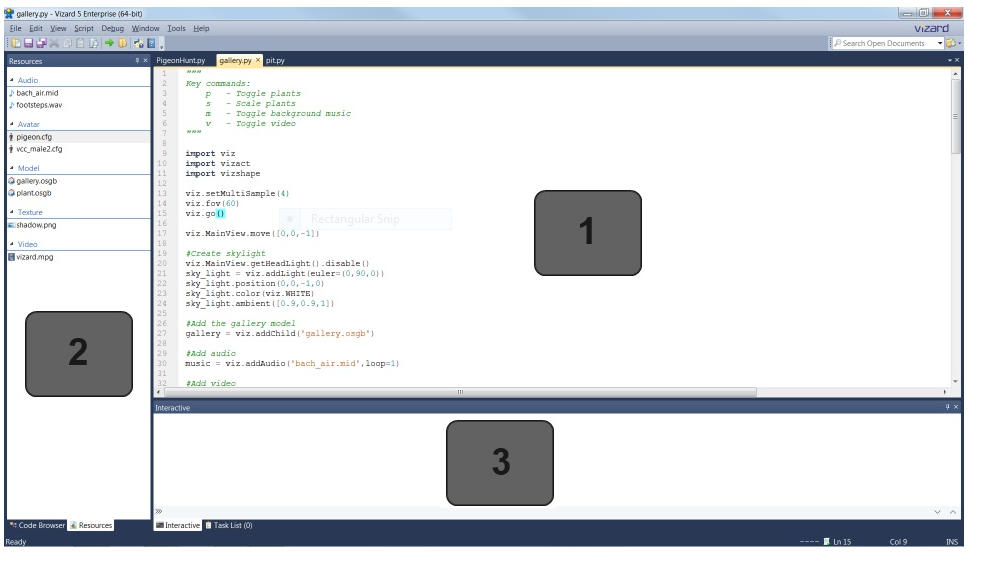 gallery.py - Vizard 5 Enterprise (64-bit)
File Edit View Script Debug Window Tools Help
vizard
Search Open Documents
Resources
Audio
bach_air.mid
footsteps.wav
Avatar
pigeon.cfg
vcc_male2.cfg
Model
gallery.osgb
plant.osgb
Texture
shadow.png
Video
vizard.mpg
2
Code Browser Resources
PigeonHunt.py gallery.py × pit.py
1 """
2 Key commands:
3 p - Toggle plants
4 s - Scale plants
5 m - Toggle background music
6 v - Toggle video
7 """
8
9 import viz
10 import vizact
11 import vizshape
12
13 viz.setMultiSample(4)
14 viz.fov(60)
15 viz.go()
Rectangular Snip
16
17 viz.MainView.move([0,0,-1])
18
19 #Create skylight
20 viz.MainView.getHeadLight().disable()
21 sky_light = viz.addLight(euler=(0,90,0))
22 sky_light.position(0,0,-1,0)
23 sky_light.color(viz.WHITE)
24 sky_light.ambient([0.9,0.9,1])
25
26 #Add the gallery model
27 gallery = viz.addChild('gallery.osgb')
28
29 #Add audio
30 music = viz.addAudio('bach_air.mid',loop=1)
31
32 #Add video
1
Interactive
3
»
Interactive Task List (0)
Ready
---- Ln 15 Col 9 INS